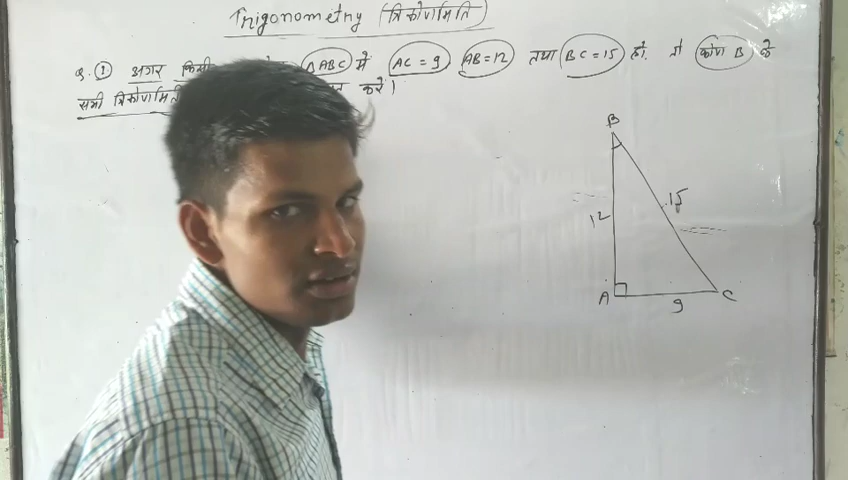 Trigonometry (त्रिकोणमिति)
Q. ① अगर किसी ΔABC में AC = 9 AB = 12 तथा BC = 15 हो, तो कोण B के
सभी त्रिकोणमिती करें।
B
12 15
A C
9